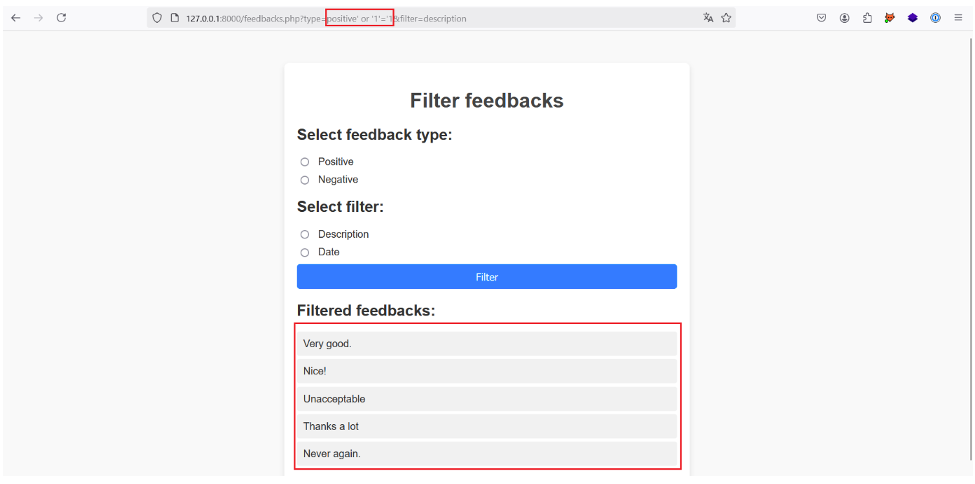 127.0.0.1:8000/feedbacks.php?type=positive' or '1'='1&filter=description
Filter feedbacks
Select feedback type:
Positive
Negative
Select filter:
Description
Date
Filter
Filtered feedbacks:
Very good.
Nice!
Unacceptable
Thanks a lot
Never again.